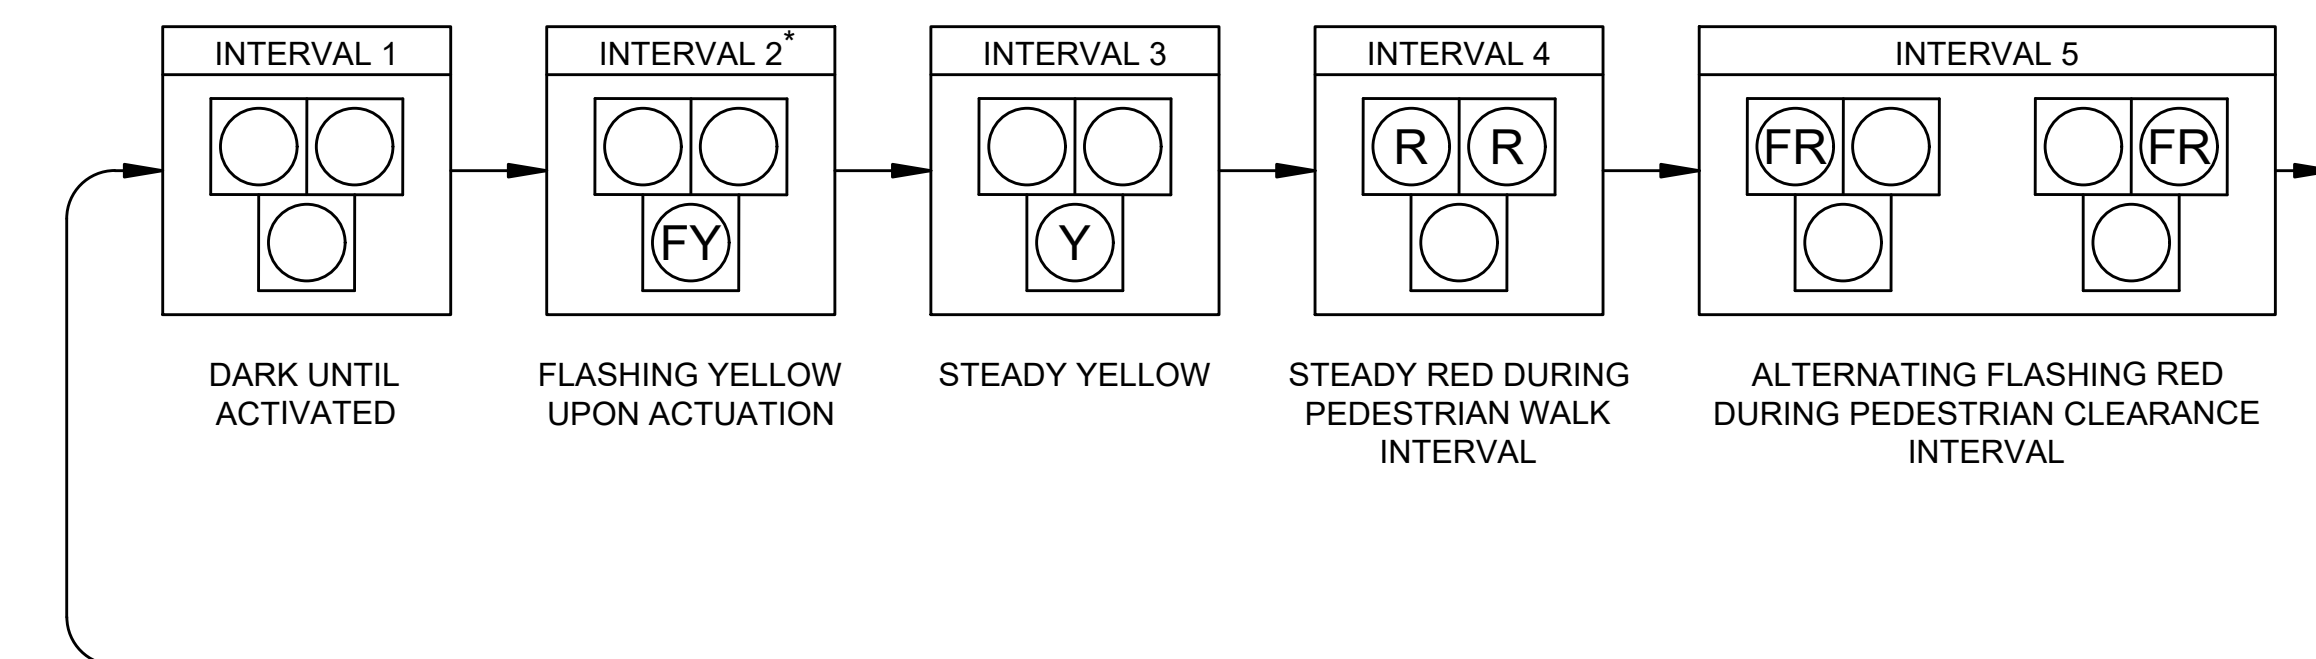 INTERVAL 1
DARK UNTIL
ACTIVATED
INTERVAL 2*
FY
FLASHING YELLOW
UPON ACTUATION
INTERVAL 3
Y
STEADY YELLOW
INTERVAL 4
R R
STEADY RED DURING
PEDESTRIAN WALK
INTERVAL
INTERVAL 5
FR FR
ALTERNATING FLASHING RED
DURING PEDESTRIAN CLEARANCE
INTERVAL